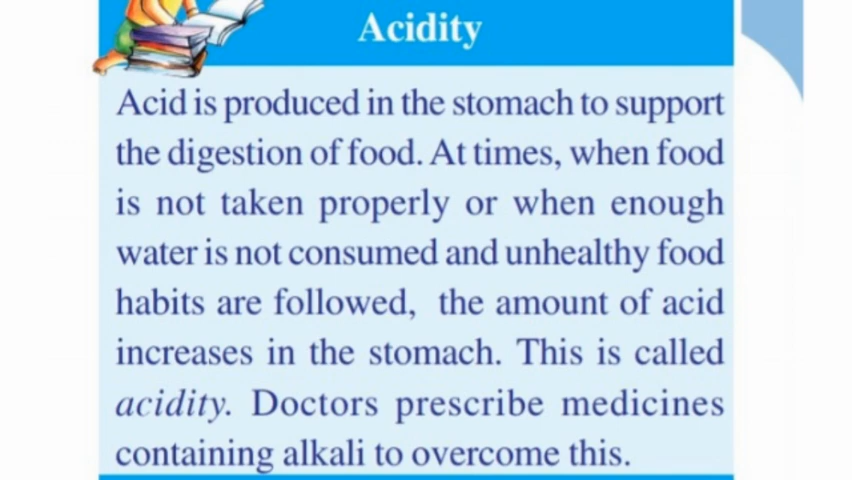 Acidity
Acid is produced in the stomach to support
the digestion of food. At times, when food
is not taken properly or when enough
water is not consumed and unhealthy food
habits are followed, the amount of acid
increases in the stomach. This is called
acidity. Doctors prescribe medicines
containing alkali to overcome this.